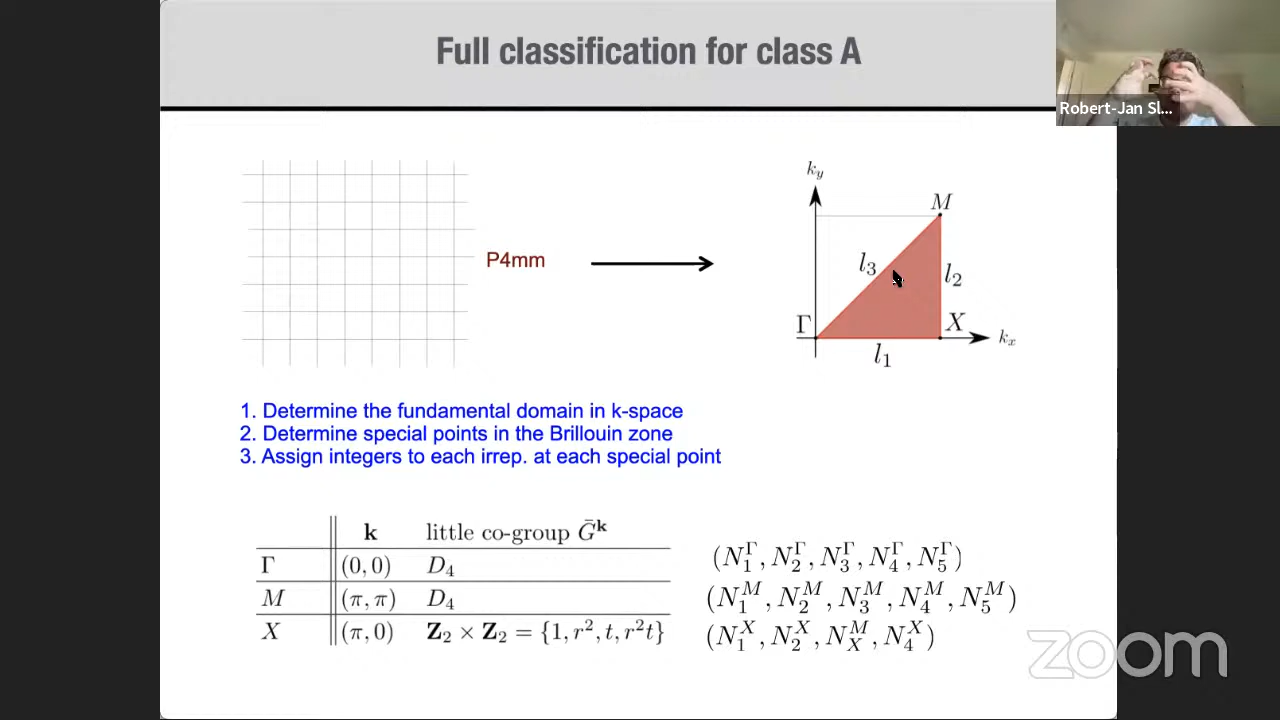 Full classification for class A
Robert-Jan Sl...
P4mm
k_y
M
l_3
l_2
Γ
X
k_x
l_1
1. Determine the fundamental domain in k-space
2. Determine special points in the Brillouin zone
3. Assign integers to each irrep. at each special point
k little co-group \bar{G}^k
Γ (0, 0) D_4
M (π, π) D_4
X (π, 0) Z_2 × Z_2 = {1, r^2, t, r^2t}
(N_1^Γ, N_2^Γ, N_3^Γ, N_4^Γ, N_5^Γ)
(N_1^M, N_2^M, N_3^M, N_4^M, N_5^M)
(N_1^X, N_2^X, N_X^M, N_4^X)
zoom